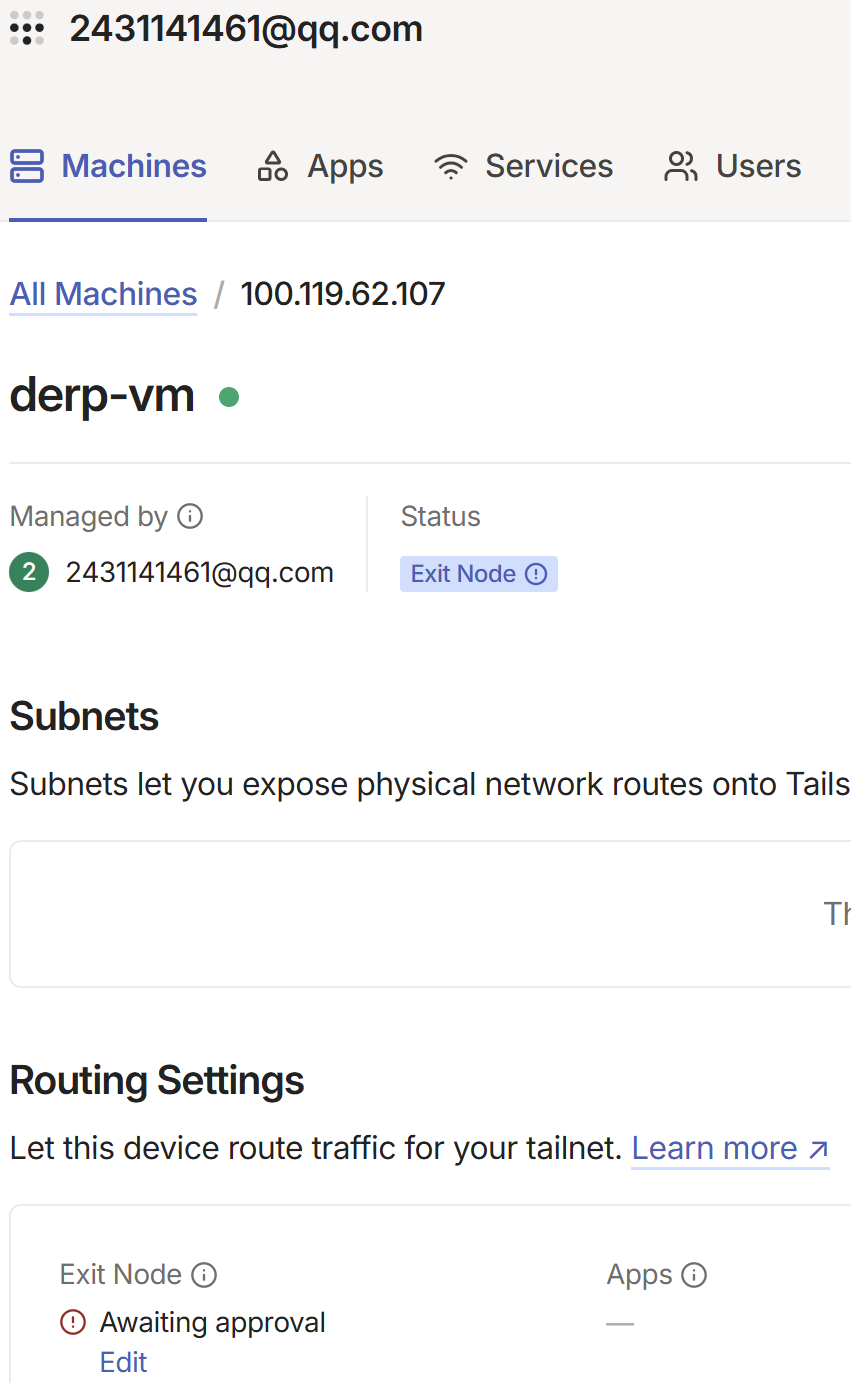 2431141461@qq.com
Machines Apps Services Users
All Machines / 100.119.62.107
derp-vm
Managed by Status
2 2431141461@qq.com Exit Node
Subnets
Subnets let you expose physical network routes onto Tails
Th
Routing Settings
Let this device route traffic for your tailnet. Learn more ↗
Exit Node Apps
Awaiting approval —
Edit